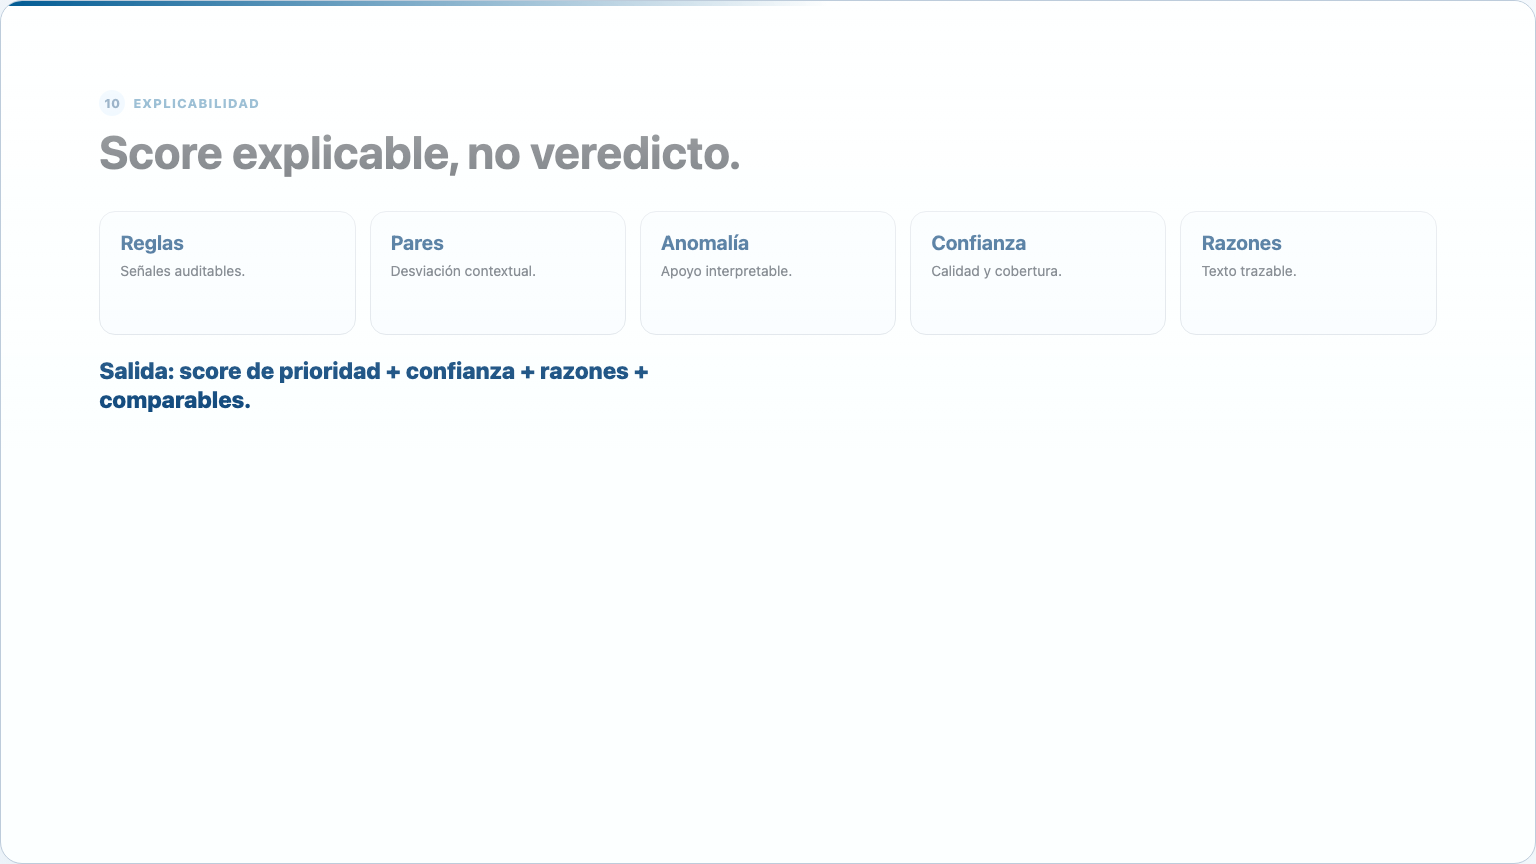 10 EXPLICABILIDAD
Score explicable, no veredicto.
Reglas
Señales auditables.
Pares
Desviación contextual.
Anomalía
Apoyo interpretable.
Confianza
Calidad y cobertura.
Razones
Texto trazable.
Salida: score de prioridad + confianza + razones +
comparables.